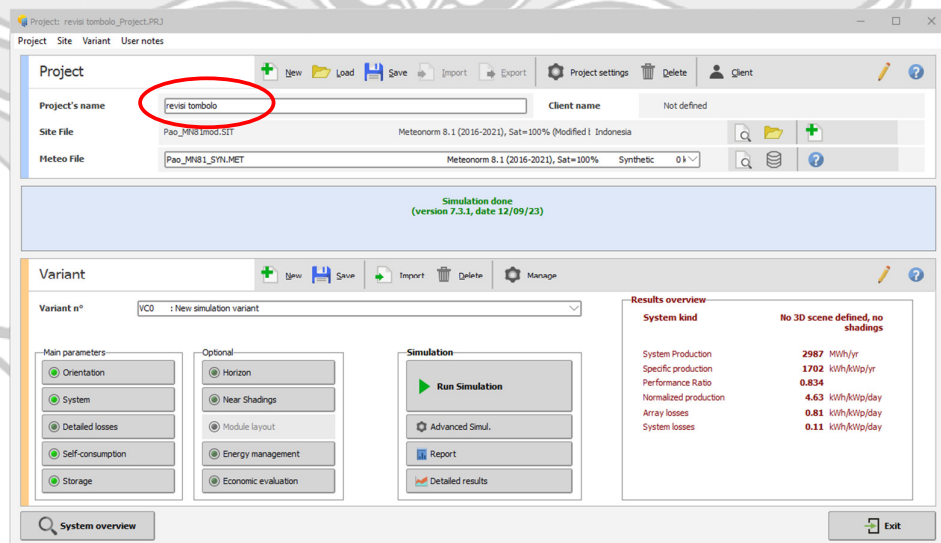 Project: revisi tombolo_Project.PRJ
Project Site Variant User notes
Project New Load Save Import Export Project settings Delete Client
Project's name revisi tombolo Client name Not defined
Site File Pao_MN81mod.SIT Meteonorm 8.1 (2016-2021), Sat=100% (Modified Indonesia
Meteo File Pao_MN81_SYN.MET Meteonorm 8.1 (2016-2021), Sat=100% Synthetic
Simulation done
(version 7.3.1, date 12/09/23)
Variant New Save Import Delete Manage
Variant n° VC0 : New simulation variant
Results overview
System kind No 3D scene defined, no
shadings
Main parameters Optional Simulation
Orientation Horizon Run Simulation
System Near Shadings
Detailed losses Module layout Advanced Simul.
Self-consumption Energy management Report
Storage Economic evaluation Detailed results
System Production 2987 MWh/yr
Specific production 1702 kWh/kWp/yr
Performance Ratio 0.834
Normalized production 4.63 kWh/kWp/day
Array losses 0.81 kWh/kWp/day
System losses 0.11 kWh/kWp/day
System overview Exit